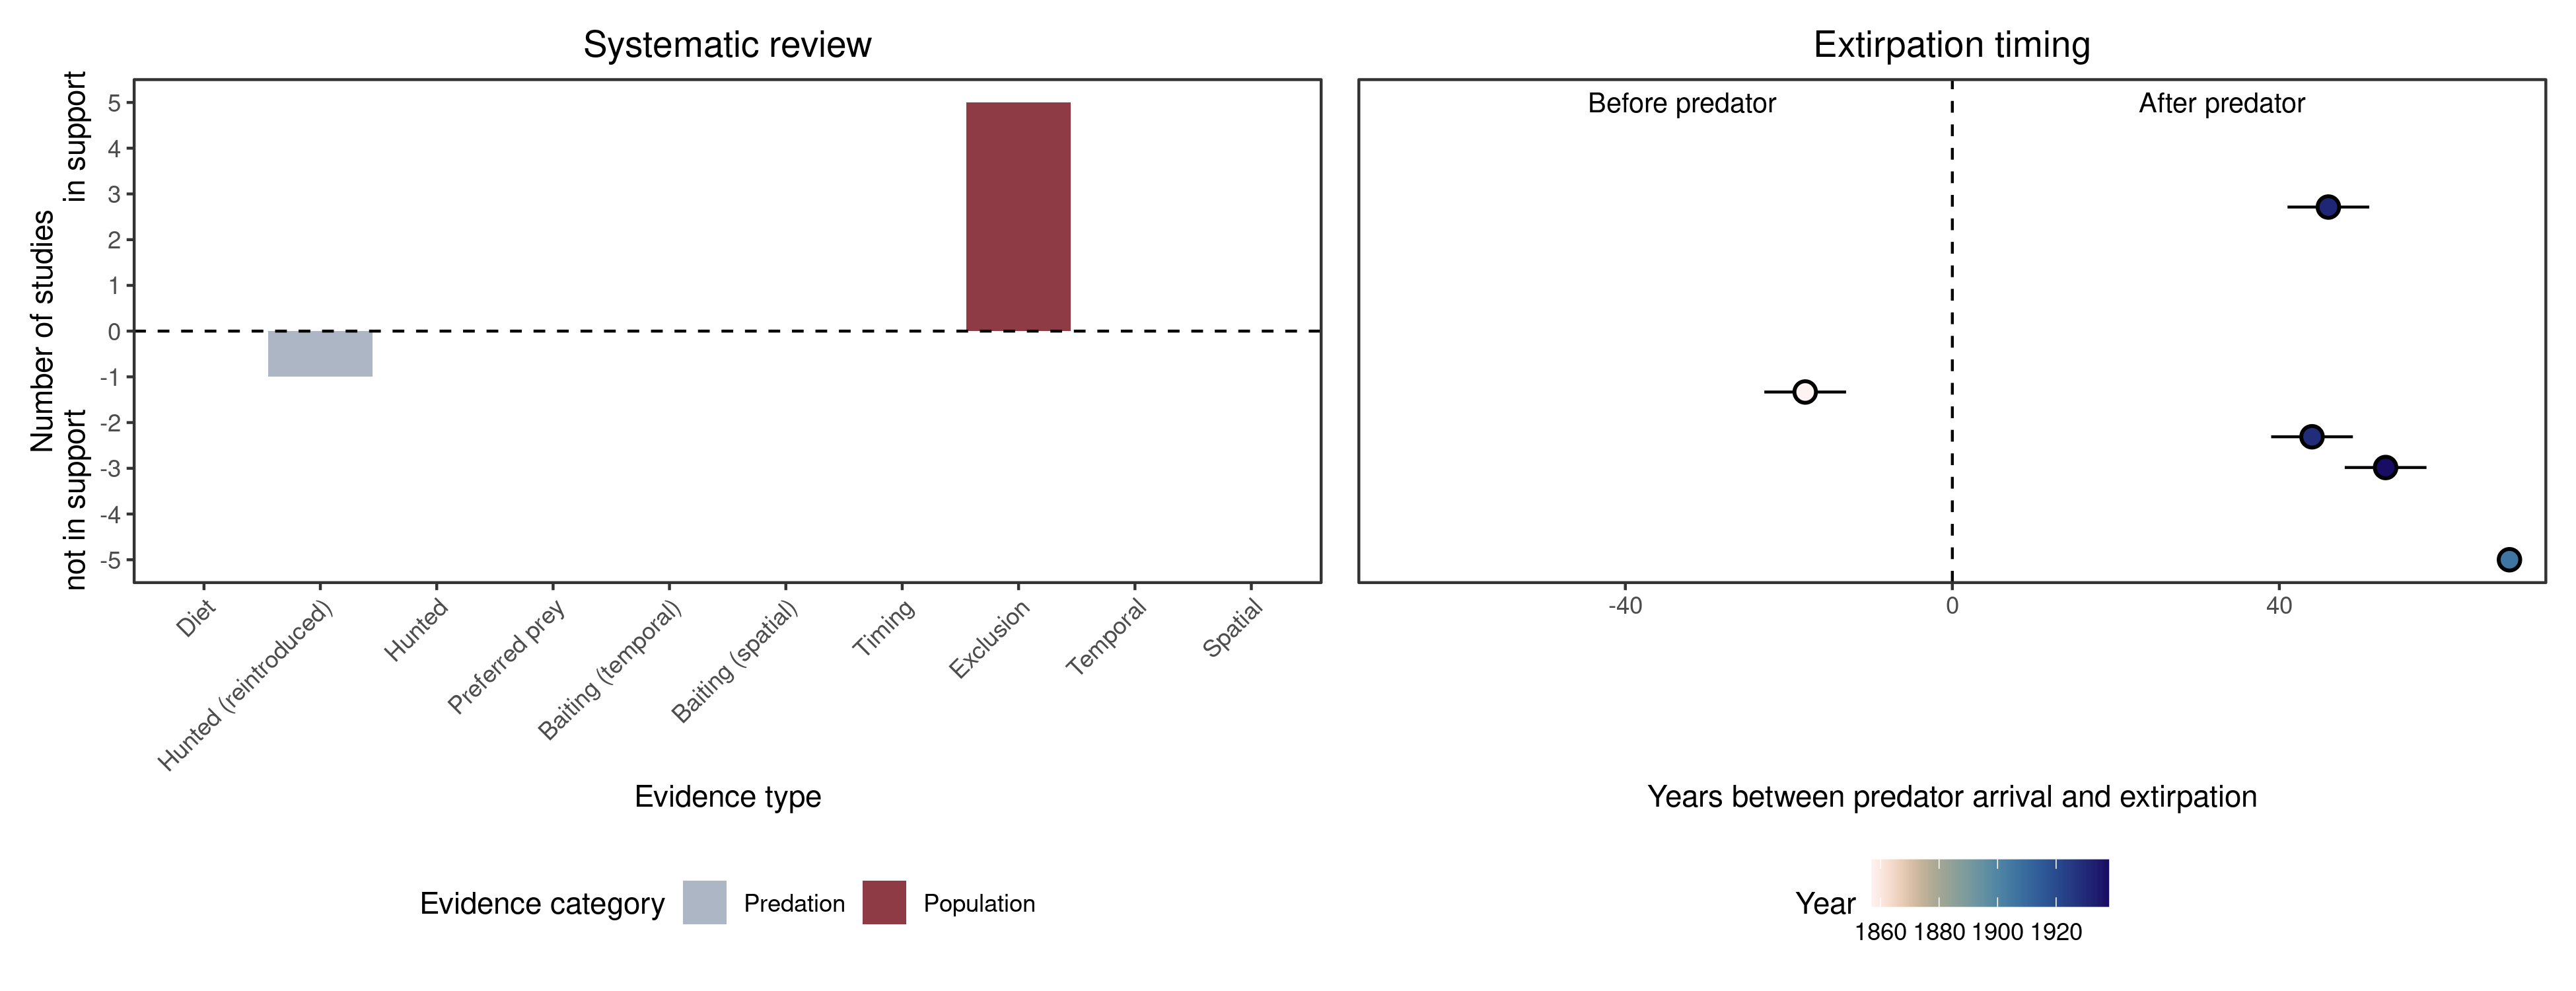 Systematic review
Number of studies
in support
not in support
5
4
3
2
1
0
-1
-2
-3
-4
-5
Diet
Hunted (reintroduced)
Hunted
Preferred prey
Baiting (temporal)
Baiting (spatial)
Timing
Exclusion
Temporal
Spatial
Evidence type
Evidence category
Predation
Population
Extirpation timing
Before predator
After predator
-40
0
40
Years between predator arrival and extirpation
Year
1860 1880 1900 1920